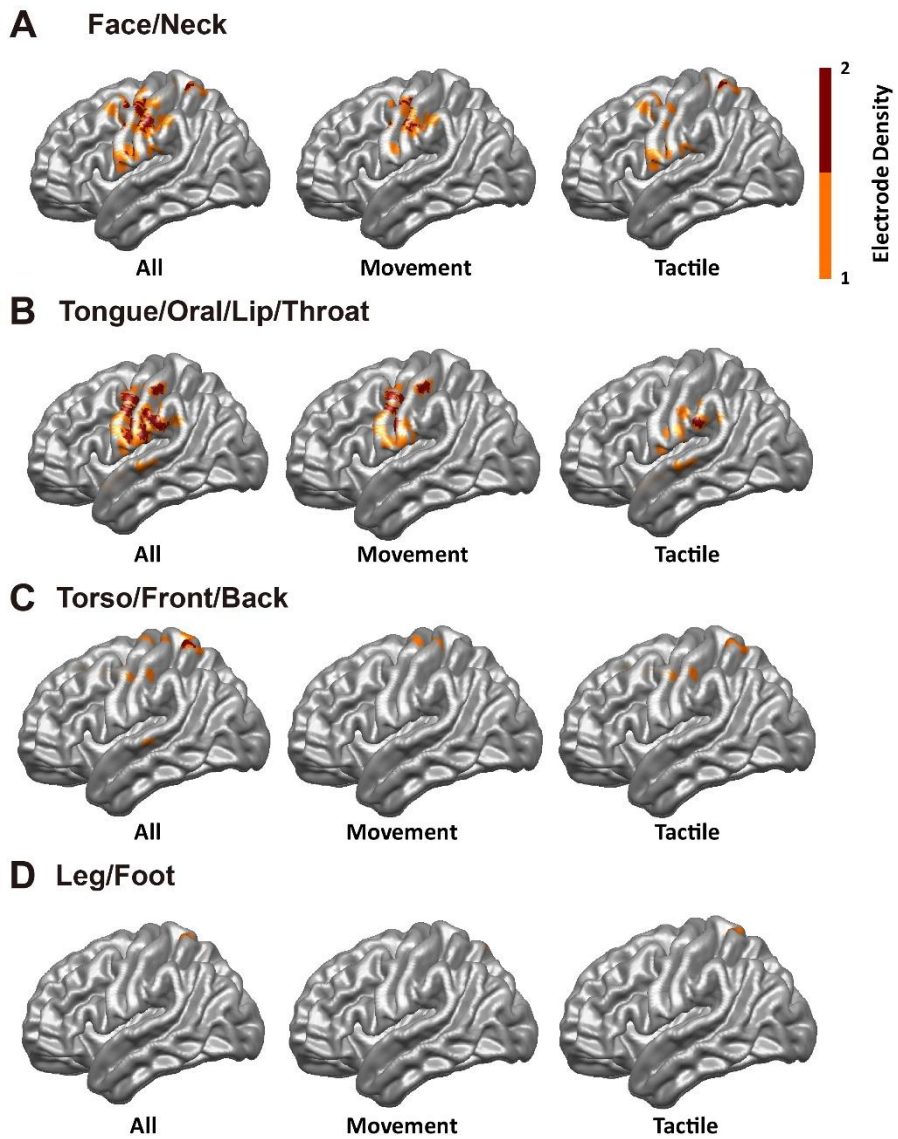 A Face/Neck
2
Electrode Density
1
All Movement Tactile
B Tongue/Oral/Lip/Throat
All Movement Tactile
C Torso/Front/Back
All Movement Tactile
D Leg/Foot
All Movement Tactile